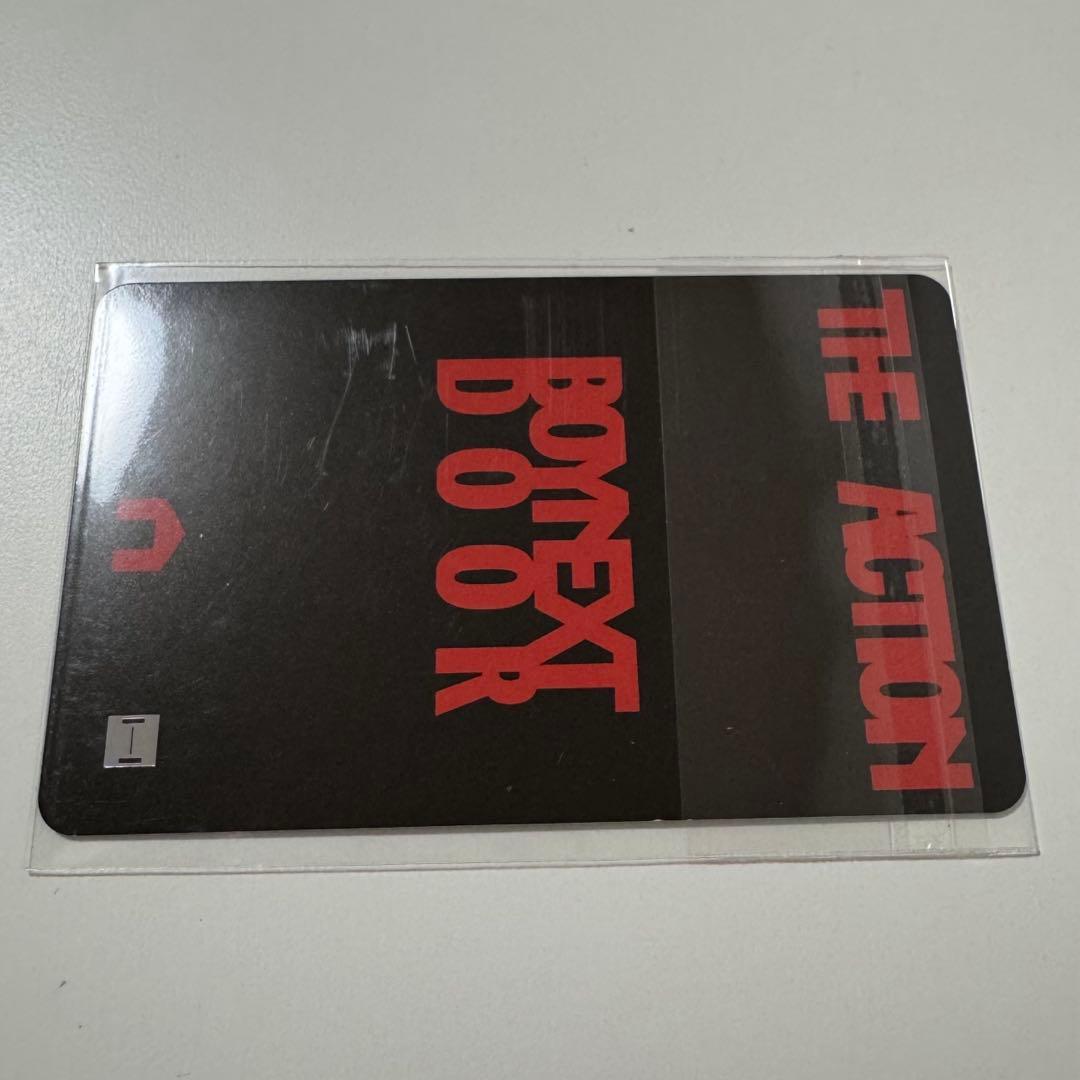 THE ACTION
BOYNEXT
DOOR